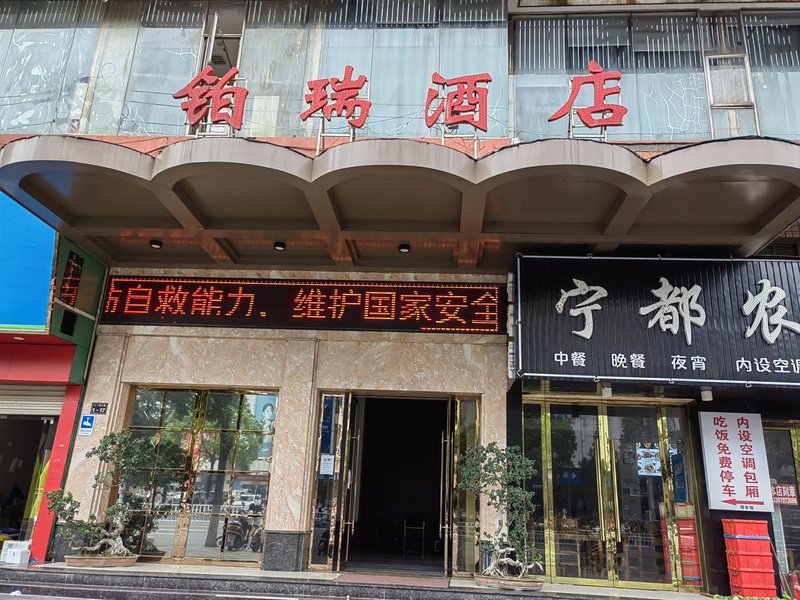 铂瑞酒店
自救能力、维护国家安全
宁都农
中餐 晚餐 夜宵 内设空调
内设空调包厢
吃饭免费停车